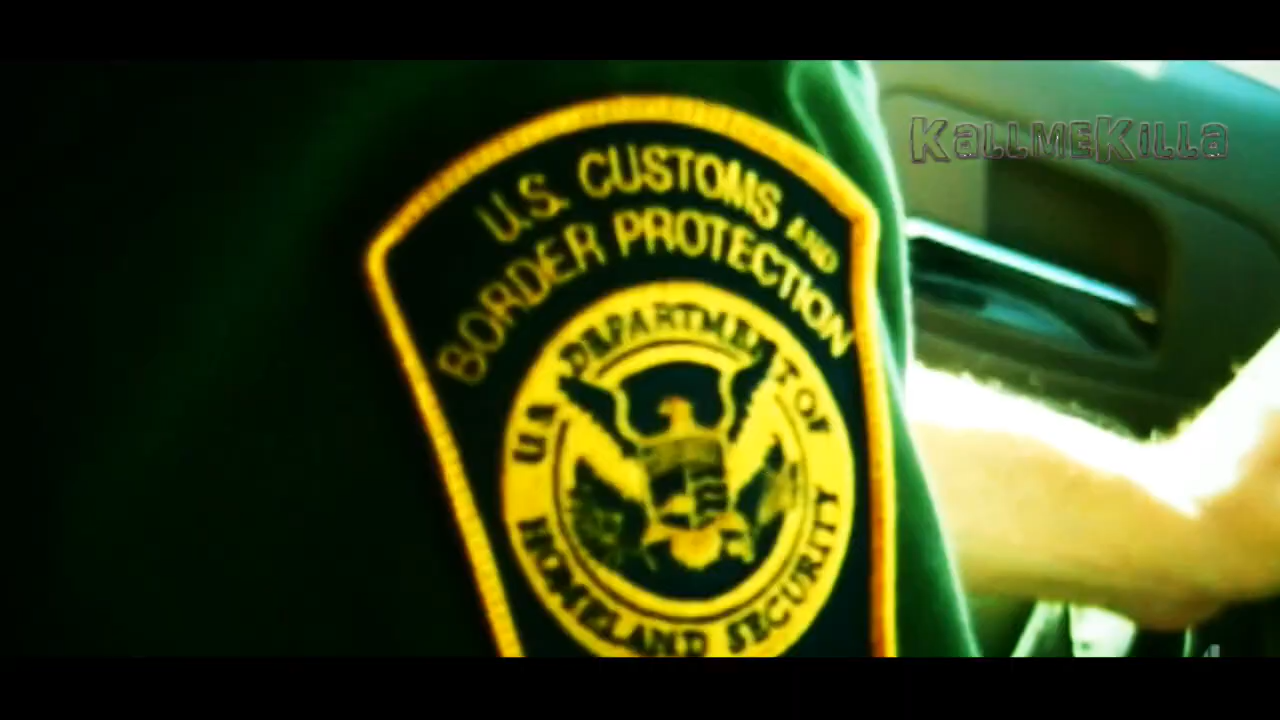 KallmeKilla
U.S. CUSTOMS AND
BORDER PROTECTION
U.S. DEPARTMENT OF
HOMELAND SECURITY